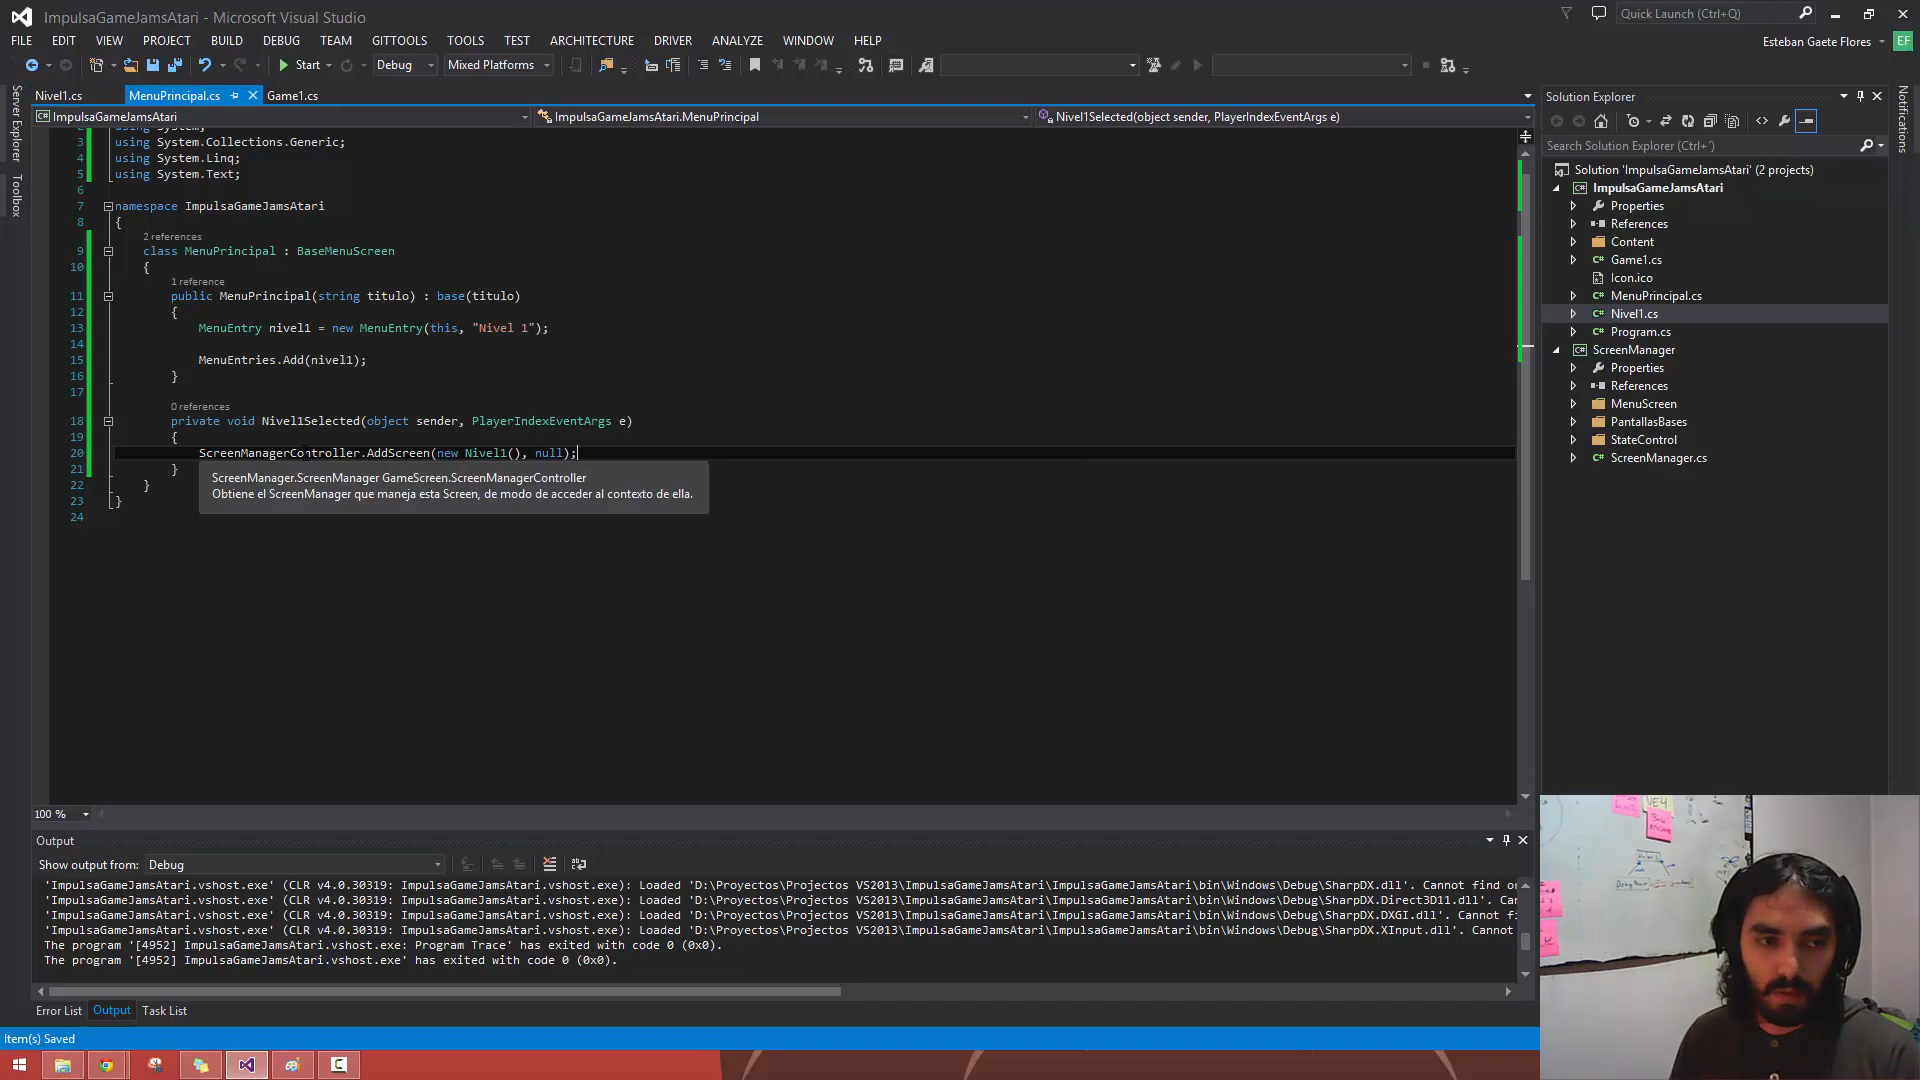 ImpulsaGameJamsAtari - Microsoft Visual Studio
Quick Launch (Ctrl+Q)
FILE EDIT VIEW PROJECT BUILD DEBUG TEAM GITTOOLS TOOLS TEST ARCHITECTURE DRIVER ANALYZE WINDOW HELP
Esteban Gaete Flores EF
Start Debug Mixed Platforms
Server Explorer
Toolbox
Nivel1.cs MenuPrincipal.cs Game1.cs
ImpulsaGameJamsAtari ImpulsaGameJamsAtari.MenuPrincipal Nivel1Selected(object sender, PlayerIndexEventArgs e)
2 using System;
3 using System.Collections.Generic;
4 using System.Linq;
5 using System.Text;
6
7 namespace ImpulsaGameJamsAtari
8 {
2 references
9 class MenuPrincipal : BaseMenuScreen
10 {
1 reference
11 public MenuPrincipal(string titulo) : base(titulo)
12 {
13 MenuEntry nivel1 = new MenuEntry(this, "Nivel 1");
14
15 MenuEntries.Add(nivel1);
16 }
17
0 references
18 private void Nivel1Selected(object sender, PlayerIndexEventArgs e)
19 {
20 ScreenManagerController.AddScreen(new Nivel1(), null);
21 }
ScreenManager.ScreenManager GameScreen.ScreenManagerController
Obtiene el ScreenManager que maneja esta Screen, de modo de acceder al contexto de ella.
22 }
23 }
24
100 %
Output
Show output from: Debug
'ImpulsaGameJamsAtari.vshost.exe' (CLR v4.0.30319: ImpulsaGameJamsAtari.vshost.exe): Loaded 'D:\Proyectos\Projectos VS2013\ImpulsaGameJamsAtari\ImpulsaGameJamsAtari\bin\Windows\Debug\SharpDX.dll'. Cannot find o
'ImpulsaGameJamsAtari.vshost.exe' (CLR v4.0.30319: ImpulsaGameJamsAtari.vshost.exe): Loaded 'D:\Proyectos\Projectos VS2013\ImpulsaGameJamsAtari\ImpulsaGameJamsAtari\bin\Windows\Debug\SharpDX.Direct3D11.dll'. Ca
'ImpulsaGameJamsAtari.vshost.exe' (CLR v4.0.30319: ImpulsaGameJamsAtari.vshost.exe): Loaded 'D:\Proyectos\Projectos VS2013\ImpulsaGameJamsAtari\ImpulsaGameJamsAtari\bin\Windows\Debug\SharpDX.DXGI.dll'. Cannot f
'ImpulsaGameJamsAtari.vshost.exe' (CLR v4.0.30319: ImpulsaGameJamsAtari.vshost.exe): Loaded 'D:\Proyectos\Projectos VS2013\ImpulsaGameJamsAtari\ImpulsaGameJamsAtari\bin\Windows\Debug\SharpDX.XInput.dll'. Cannot
The program '[4952] ImpulsaGameJamsAtari.vshost.exe: Program Trace' has exited with code 0 (0x0).
The program '[4952] ImpulsaGameJamsAtari.vshost.exe' has exited with code 0 (0x0).
Error List Output Task List
Item(s) Saved
Solution Explorer
Search Solution Explorer (Ctrl+´)
Solution 'ImpulsaGameJamsAtari' (2 projects)
ImpulsaGameJamsAtari
Properties
References
Content
Game1.cs
Icon.ico
MenuPrincipal.cs
Nivel1.cs
Program.cs
ScreenManager
Properties
References
MenuScreen
PantallasBases
StateControl
ScreenManager.cs
Notifications